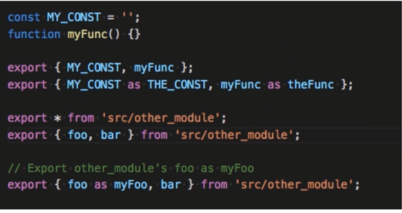 const MY_CONST = '';
function myFunc() {}
export { MY_CONST, myFunc };
export { MY_CONST as THE_CONST, myFunc as theFunc };
export * from 'src/other_module';
export { foo, bar } from 'src/other_module';
// Export other_module's foo as myFoo
export { foo as myFoo, bar } from 'src/other_module';